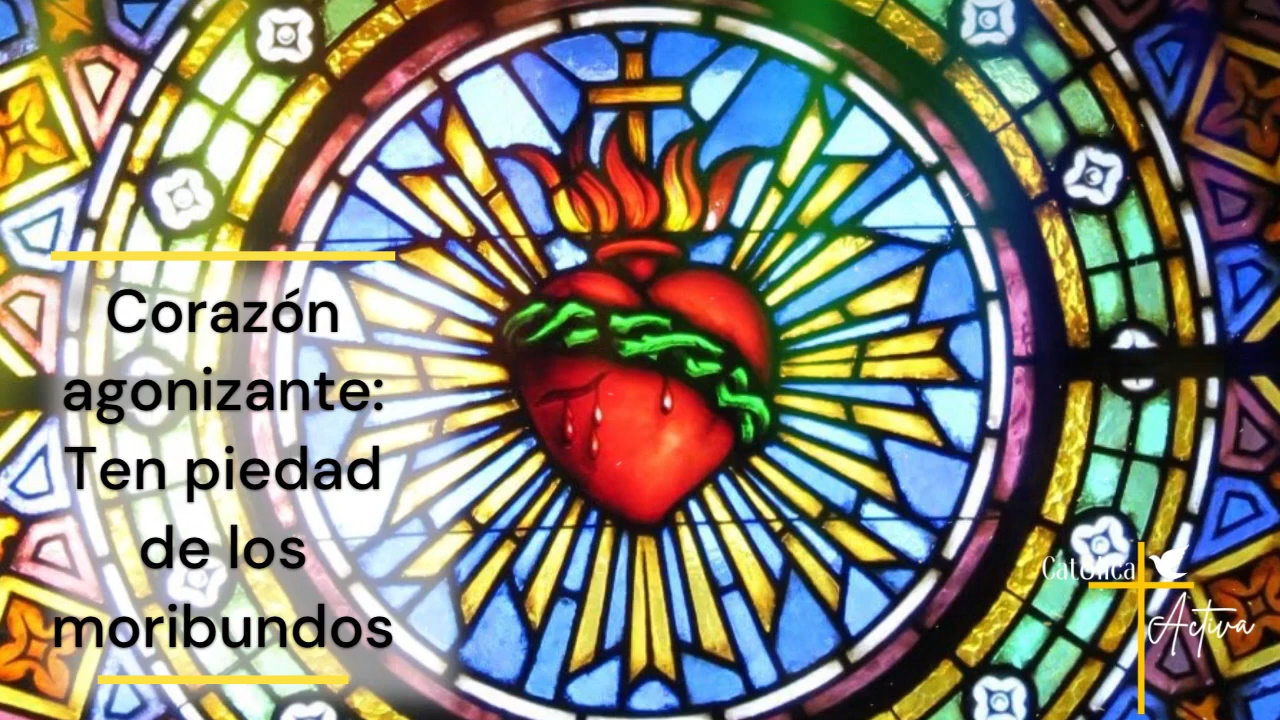 Corazón
agonizante:
Ten piedad
de los
moribundos
Católica
Activa